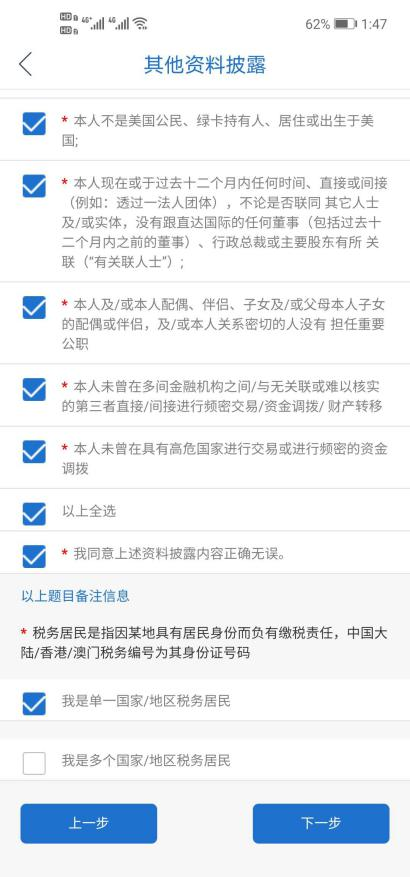 62% 1:47
其他资料披露
* 本人不是美国公民、绿卡持有人、居住或出生于美
国;
* 本人现在或于过去十二个月内任何时间、直接或间接
（例如：透过一法人团体），不论是否联同 其它人士
及/或实体，没有跟直达国际的任何董事（包括过去十
二个月内之前的董事）、行政总裁或主要股东有所 关
联（“有关联人士”）;
* 本人及/或本人配偶、伴侣、子女及/或父母本人子女
的配偶或伴侣，及/或本人关系密切的人没有 担任重要
公职
* 本人未曾在多间金融机构之间/与无关联或难以核实
的第三者直接/间接进行频密交易/资金调拨/ 财产转移
* 本人未曾在具有高危国家进行交易或进行频密的资金
调拨
以上全选
* 我同意上述资料披露内容正确无误。
以上题目备注信息
* 税务居民是指因某地具有居民身份而负有缴税责任，中国大
陆/香港/澳门税务编号为其身份证号码
我是单一国家/地区税务居民
我是多个国家/地区税务居民
上一步 下一步